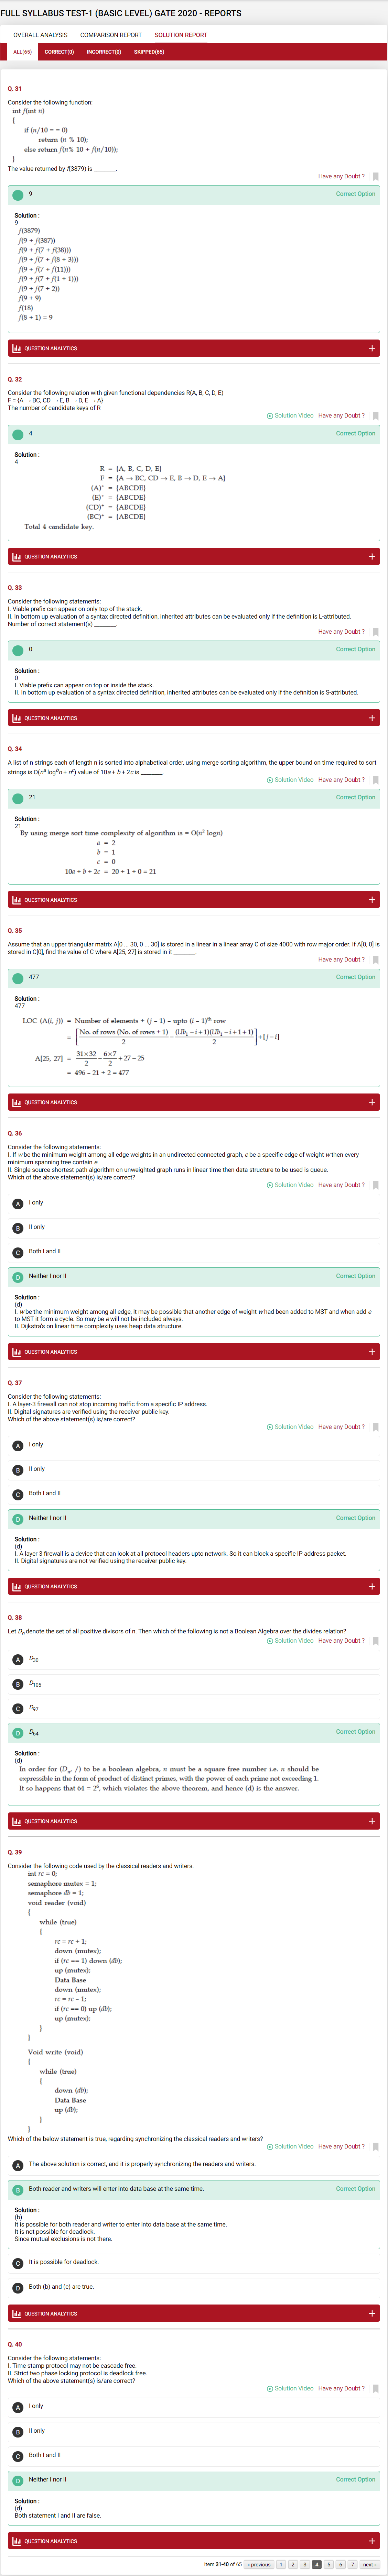 FULL SYLLABUS TEST-1 (BASIC LEVEL) GATE 2020 - REPORTS
OVERALL ANALYSIS COMPARISON REPORT SOLUTION REPORT
ALL(65) CORRECT(0) INCORRECT(0) SKIPPED(65)
Q. 31
Consider the following function:
int f(int n)
{
if (n/10 = = 0)
return (n % 10);
else return f(n% 10 + f(n/10));
}
The value returned by f(3879) is ________.
Have any Doubt ?
9 Correct Option
Solution :
9
f(3879)
f(9 + f(387))
f(9 + f(7 + f(38)))
f(9 + f(7 + f(8 + 3)))
f(9 + f(7 + f(11)))
f(9 + f(7 + f(1 + 1)))
f(9 + f(7 + 2))
f(9 + 9)
f(18)
f(8 + 1) = 9
QUESTION ANALYTICS +
Q. 32
Consider the following relation with given functional dependencies R(A, B, C, D, E)
F = {A → BC, CD → E, B → D, E → A}
The number of candidate keys of R
Solution Video Have any Doubt ?
4 Correct Option
Solution :
4
R = {A, B, C, D, E}
F = {A → BC, CD → E, B → D, E → A}
(A)⁺ = {ABCDE}
(E)⁺ = {ABCDE}
(CD)⁺ = {ABCDE}
(BC)⁺ = {ABCDE}
Total 4 candidate key.
QUESTION ANALYTICS +
Q. 33
Consider the following statements:
I. Viable prefix can appear on only top of the stack.
II. In bottom up evaluation of a syntax directed definition, inherited attributes can be evaluated only if the definition is L-attributed.
Number of correct statement(s) ________.
Have any Doubt ?
0 Correct Option
Solution :
0
I. Viable prefix can appear on top or inside the stack.
II. In bottom up evaluation of a syntax directed definition, inherited attributes can be evaluated only if the definition is S-attributed.
QUESTION ANALYTICS +
Q. 34
A list of n strings each of length n is sorted into alphabetical order, using merge sorting algorithm, the upper bound on time required to sort
strings is O(nᵃ logᵇn + nᶜ) value of 10a + b + 2c is ________.
Solution Video Have any Doubt ?
21 Correct Option
Solution :
21
By using merge sort time complexity of algorithm is = O(n² logn)
a = 2
b = 1
c = 0
10a + b + 2c = 20 + 1 + 0 = 21
QUESTION ANALYTICS +
Q. 35
Assume that an upper triangular matrix A[0 ... 30, 0 ... 30] is stored in a linear in a linear array C of size 4000 with row major order. If A[0, 0] is
stored in C[0], find the value of C where A[25, 27] is stored in it ________.
Have any Doubt ?
477 Correct Option
Solution :
477
LOC (A(i, j)) = Number of elements + (j – 1) – upto (i – 1)ᵗʰ row
= [No. of rows (No. of rows + 1)/2 – (Ub₁ – i + 1)(Ub₁ – i + 1 + 1)/2] + [j – i]
A[25, 27] = 31×32/2 – 6×7/2 + 27 – 25
= 496 – 21 + 2 = 477
QUESTION ANALYTICS +
Q. 36
Consider the following statements:
I. If w be the minimum weight among all edge weights in an undirected connected graph, e be a specific edge of weight w then every
minimum spanning tree contain e.
II. Single source shortest path algorithm on unweighted graph runs in linear time then data structure to be used is queue.
Which of the above statement(s) is/are correct?
Solution Video Have any Doubt ?
A I only
B II only
C Both I and II
D Neither I nor II Correct Option
Solution :
(d)
I. w be the minimum weight among all edge, it may be possible that another edge of weight w had been added to MST and when add e
to MST it form a cycle. So may be e will not be included always.
II. Dijkstra's on linear time complexity uses heap data structure.
QUESTION ANALYTICS +
Q. 37
Consider the following statements:
I. A layer-3 firewall can not stop incoming traffic from a specific IP address.
II. Digital signatures are verified using the receiver public key.
Which of the above statement(s) is/are correct?
Solution Video Have any Doubt ?
A I only
B II only
C Both I and II
D Neither I nor II Correct Option
Solution :
(d)
I. A layer 3 firewall is a device that can look at all protocol headers upto network. So it can block a specific IP address packet.
II. Digital signatures are not verified using the receiver public key.
QUESTION ANALYTICS +
Q. 38
Let Dₙ denote the set of all positive divisors of n. Then which of the following is not a Boolean Algebra over the divides relation?
Solution Video Have any Doubt ?
A D₃₀
B D₁₀₅
C D₉₇
D D₆₄ Correct Option
Solution :
(d)
In order for (Dₙ, /) to be a boolean algebra, n must be a square free number i.e. n should be
expressible in the form of product of distinct primes, with the power of each prime not exceeding 1.
It so happens that 64 = 2⁶, which violates the above theorem, and hence (d) is the answer.
QUESTION ANALYTICS +
Q. 39
Consider the following code used by the classical readers and writers.
int rc = 0;
semaphore mutex = 1;
semaphore db = 1;
void reader (void)
{
while (true)
{
rc = rc + 1;
down (mutex);
if (rc == 1) down (db);
up (mutex);
Data Base
down (mutex);
rc = rc – 1;
if (rc == 0) up (db);
up (mutex);
}
}
Void write (void)
{
while (true)
{
down (db);
Data Base
up (db);
}
}
Which of the below statement is true, regarding synchronizing the classical readers and writers?
Solution Video Have any Doubt ?
A The above solution is correct, and it is properly synchronizing the readers and writers.
B Both reader and writers will enter into data base at the same time. Correct Option
Solution :
(b)
It is possible for both reader and writer to enter into data base at the same time.
It is not possible for deadlock.
Since mutual exclusions is not there.
C It is possible for deadlock.
D Both (b) and (c) are true.
QUESTION ANALYTICS +
Q. 40
Consider the following statements:
I. Time stamp protocol may not be cascade free.
II. Strict two phase locking protocol is deadlock free.
Which of the above statement(s) is/are correct?
Solution Video Have any Doubt ?
A I only
B II only
C Both I and II
D Neither I nor II Correct Option
Solution :
(d)
Both statement I and II are false.
QUESTION ANALYTICS +
Item 31-40 of 65 « previous 1 2 3 4 5 6 7 next »